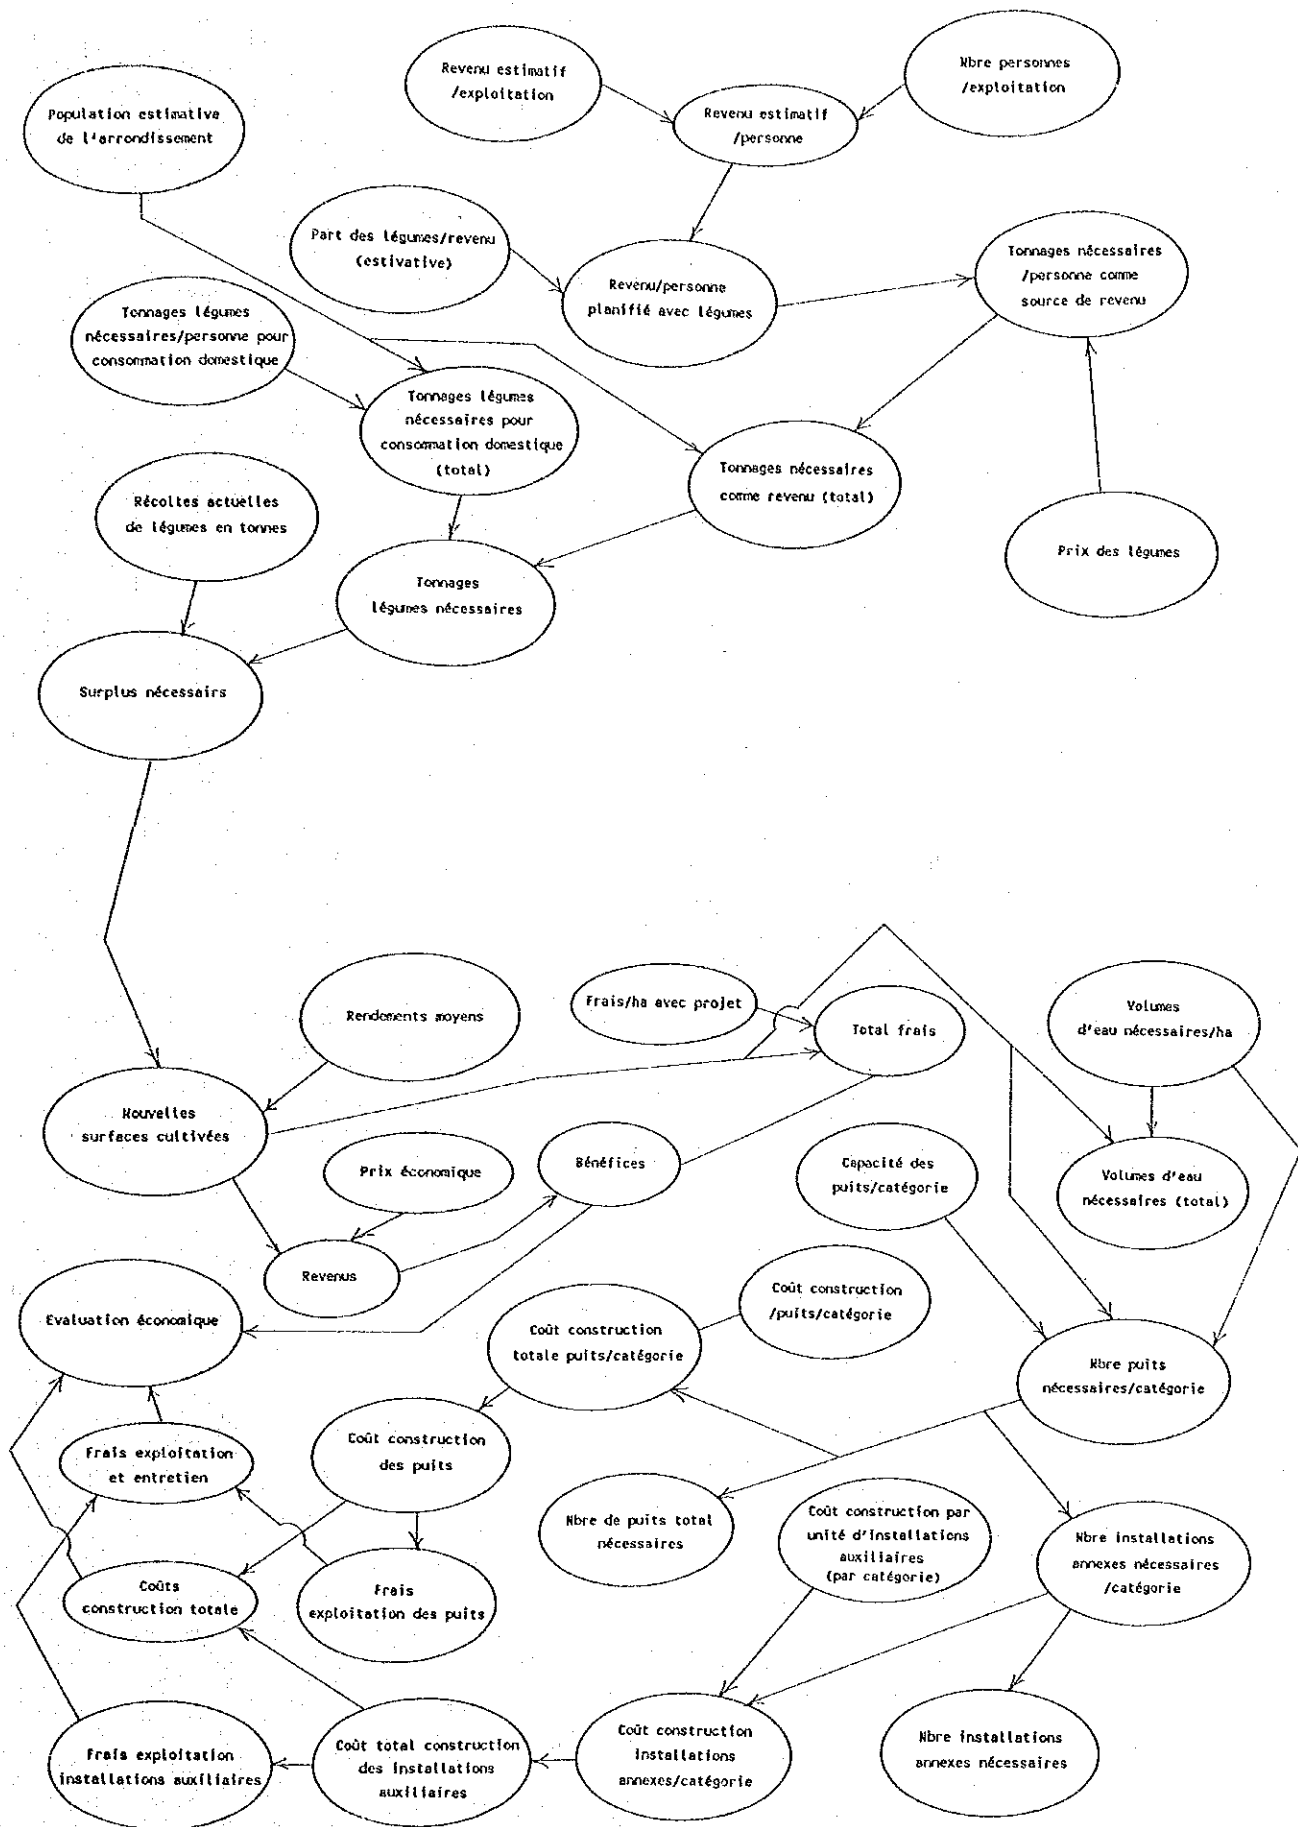 Revenu estimatif
/exploitation
Nbre personnes
/exploitation
Population estimative
de l'arrondissement
Revenu estimatif
/personne
Part des légumes/revenu
(estivative)
Tonnages nécessaires
/personne comme
source de revenu
Revenu/personne
planifié avec légumes
Tonnages légumes
nécessaires/personne pour
consommation domestique
Tonnages légumes
nécessaires pour
consommation domestique
(total)
Tonnages nécessaires
comme revenu (total)
Récoltes actuelles
de légumes en tonnes
Prix des légumes
Tonnages
légumes nécessaires
Surplus nécessairs
Rendements moyens
Frais/ha avec projet
Total frais
Volumes
d'eau nécessaires/ha
Nouvelles
surfaces cultivées
Prix économique
Bénéfices
Capacité des
puits/catégorie
Volumes d'eau
nécessaires (total)
Revenus
Evaluation économique
Coût construction
totale puits/catégorie
Coût construction
/puits/catégorie
Nbre puits
nécessaires/catégorie
Frais exploitation
et entretien
Coût construction
des puits
Nbre de puits total
nécessaires
Coût construction par
unité d'installations
auxiliaires
(par catégorie)
Nbre installations
annexes nécessaires
/catégorie
Coûts
construction totale
Frais
exploitation des puits
Frais exploitation
installations auxiliaires
Coût total construction
des installations
auxiliaires
Coût construction
installations
annexes/catégorie
Nbre installations
annexes nécessaires